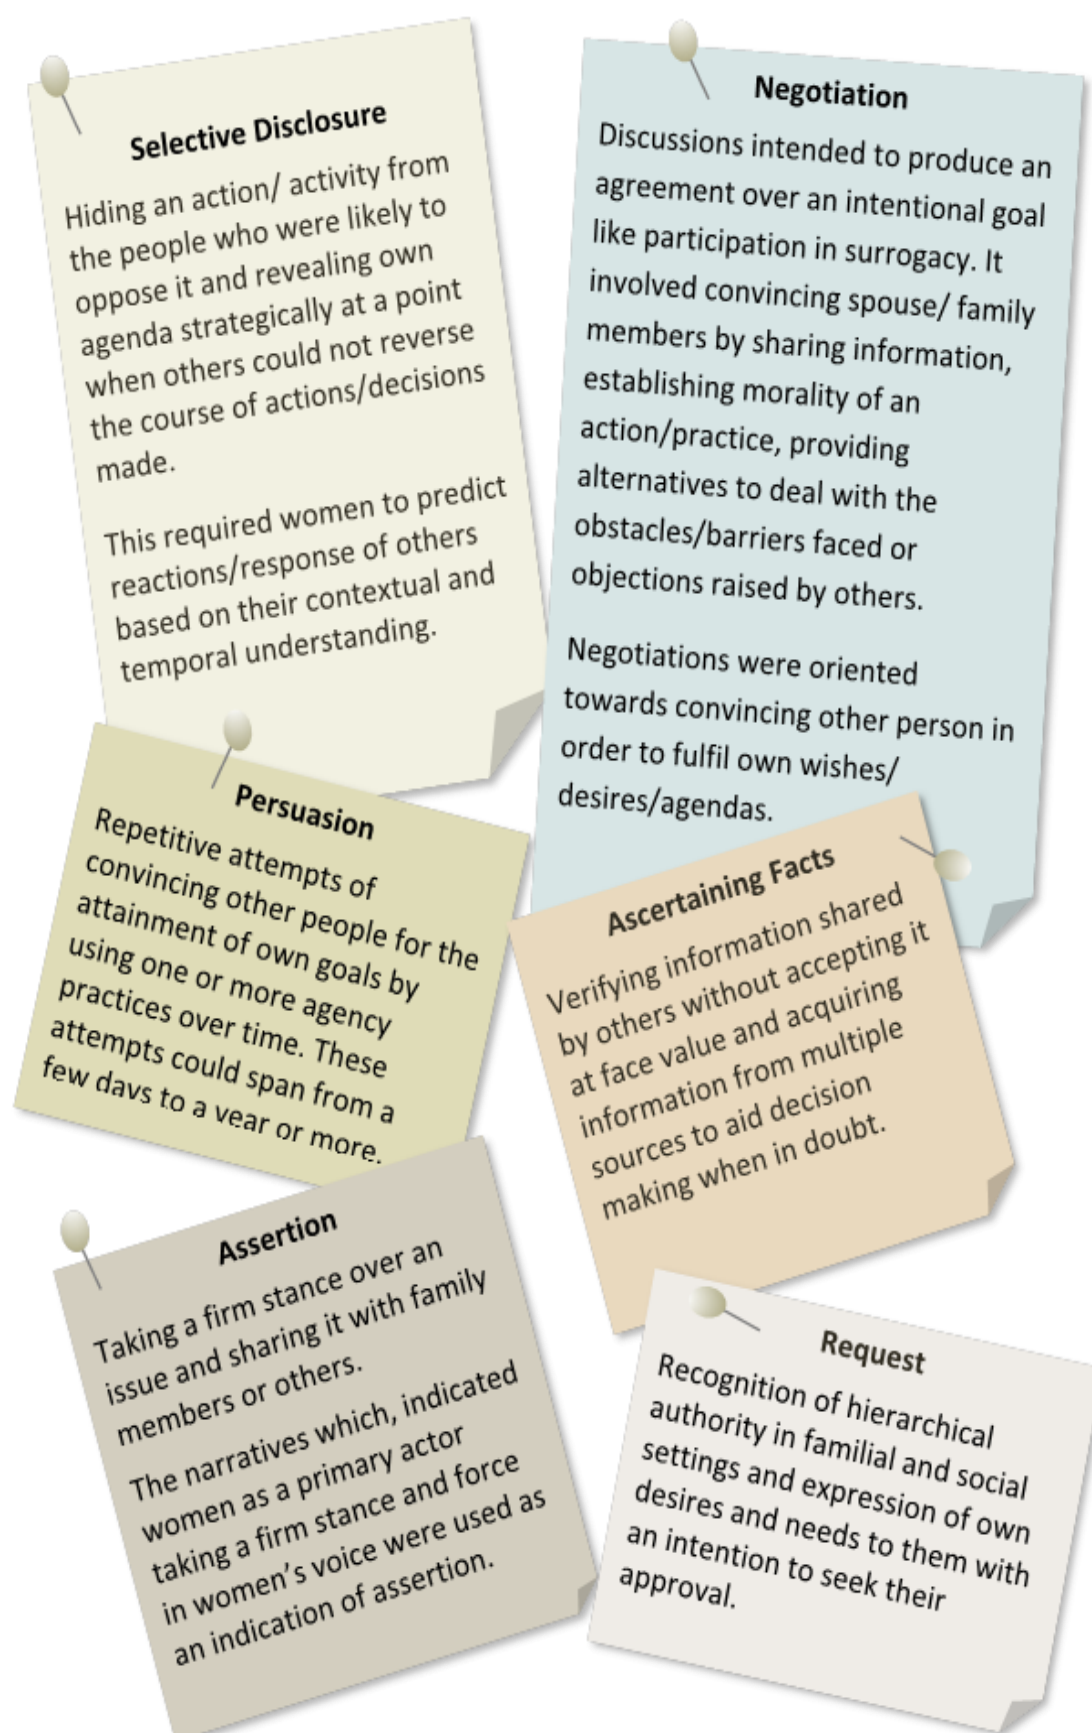 Selective Disclosure
Hiding an action/ activity from
the people who were likely to
oppose it and revealing own
agenda strategically at a point
when others could not reverse
the course of actions/decisions
made.
This required women to predict
reactions/response of others
based on their contextual and
temporal understanding.
Negotiation
Discussions intended to produce an
agreement over an intentional goal
like participation in surrogacy. It
involved convincing spouse/ family
members by sharing information,
establishing morality of an
action/practice, providing
alternatives to deal with the
obstacles/barriers faced or
objections raised by others.
Negotiations were oriented
towards convincing other person in
order to fulfil own wishes/
desires/agendas.
Persuasion
Repetitive attempts of
convincing other people for the
attainment of own goals by
using one or more agency
practices over time. These
attempts could span from a
few days to a year or more.
Ascertaining Facts
Verifying information shared
by others without accepting it
at face value and acquiring
information from multiple
sources to aid decision
making when in doubt.
Assertion
Taking a firm stance over an
issue and sharing it with family
members or others.
The narratives which, indicated
women as a primary actor
taking a firm stance and force
in women's voice were used as
an indication of assertion.
Request
Recognition of hierarchical
authority in familial and social
settings and expression of own
desires and needs to them with
an intention to seek their
approval.